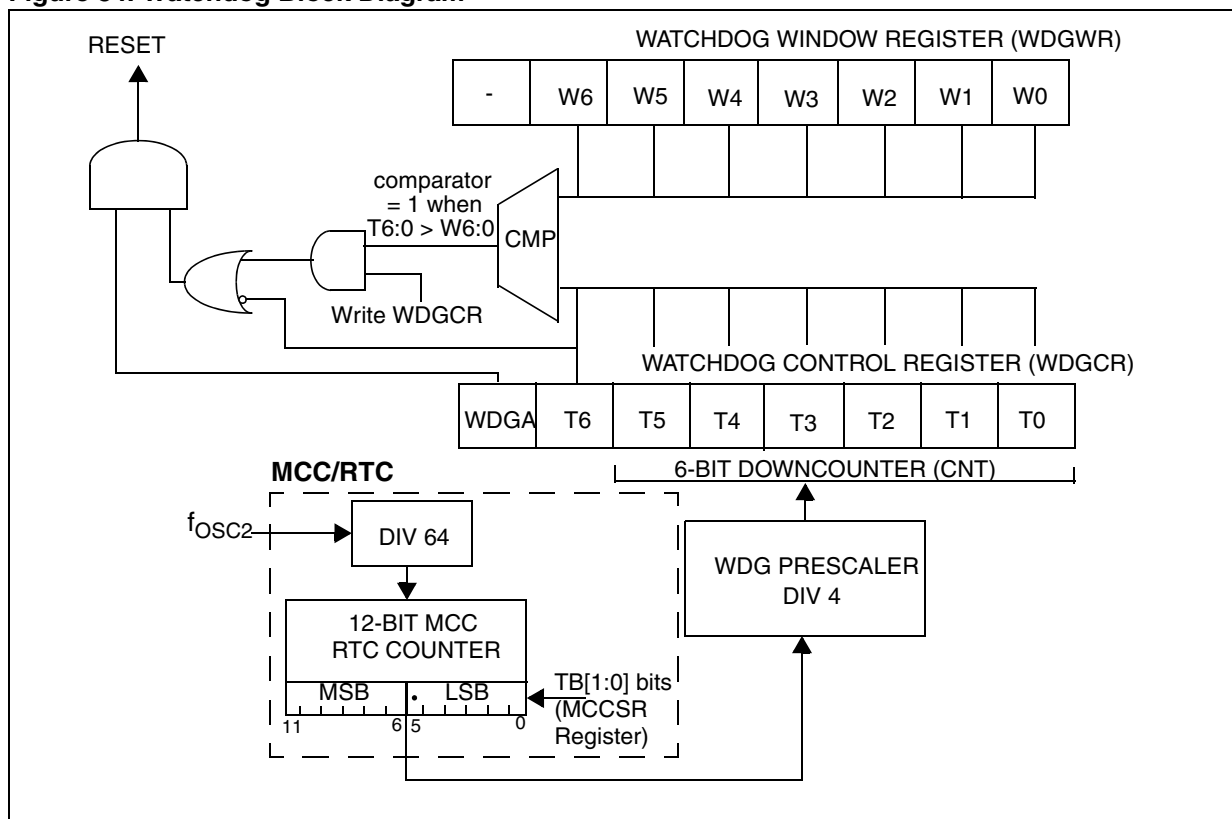 RESET
WATCHDOG WINDOW REGISTER (WDGWR)
- W6 W5 W4 W3 W2 W1 W0
comparator
= 1 when
T6:0 > W6:0
CMP
Write WDGCR
WATCHDOG CONTROL REGISTER (WDGCR)
WDGA T6 T5 T4 T3 T2 T1 T0
6-BIT DOWNCOUNTER (CNT)
MCC/RTC
fOSC2
DIV 64
WDG PRESCALER
DIV 4
12-BIT MCC
RTC COUNTER
MSB LSB
11 6 5 0
TB[1:0] bits
(MCCSR
Register)